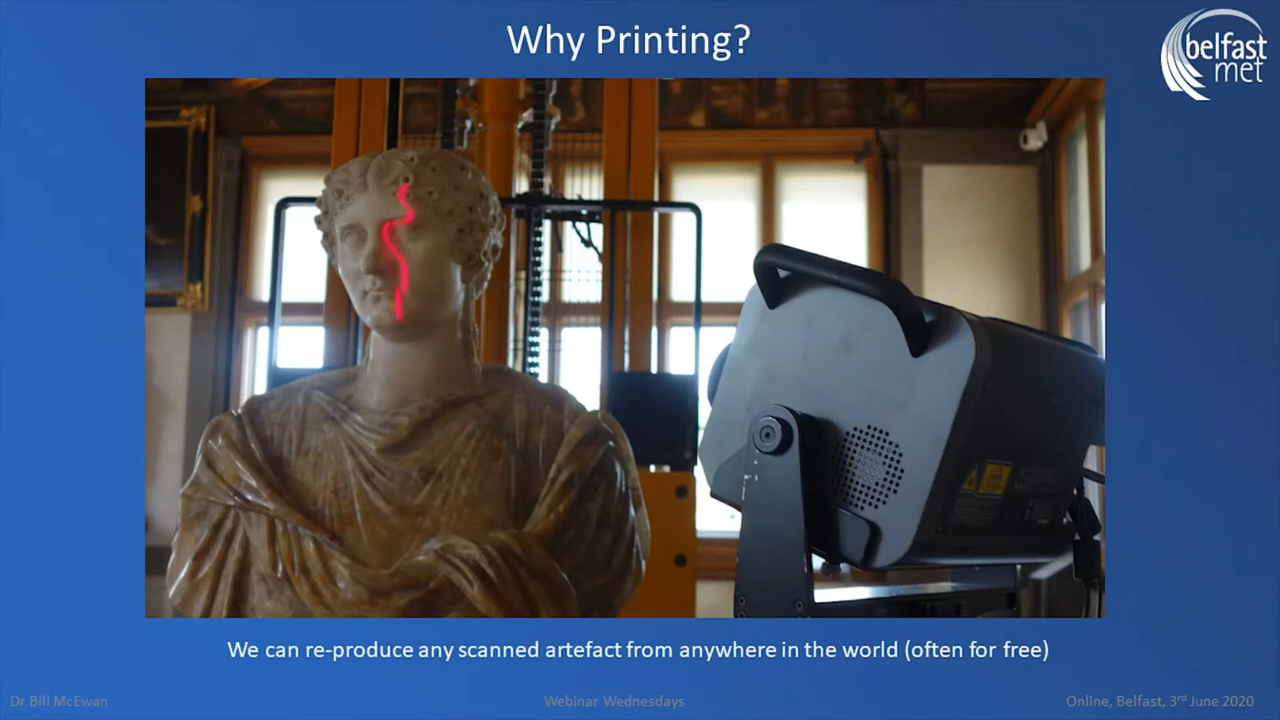 Why Printing?
belfast
met
We can re-produce any scanned artefact from anywhere in the world (often for free)
Dr Bill McEwan
Webinar Wednesdays
Online, Belfast, 3rd June 2020